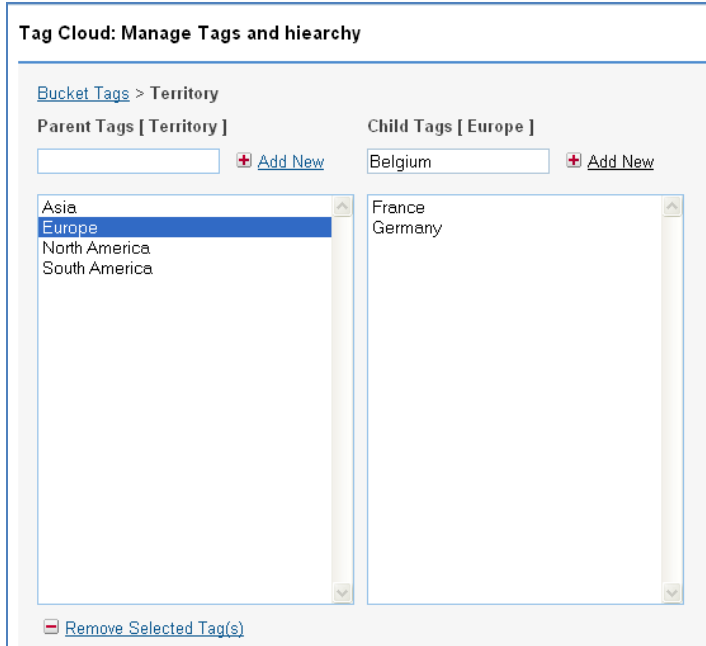 Tag Cloud: Manage Tags and hiearchy
Bucket Tags > Territory
Parent Tags [ Territory ]
Child Tags [ Europe ]
Add New
Belgium
Add New
Asia
Europe
North America
South America
France
Germany
Remove Selected Tag(s)